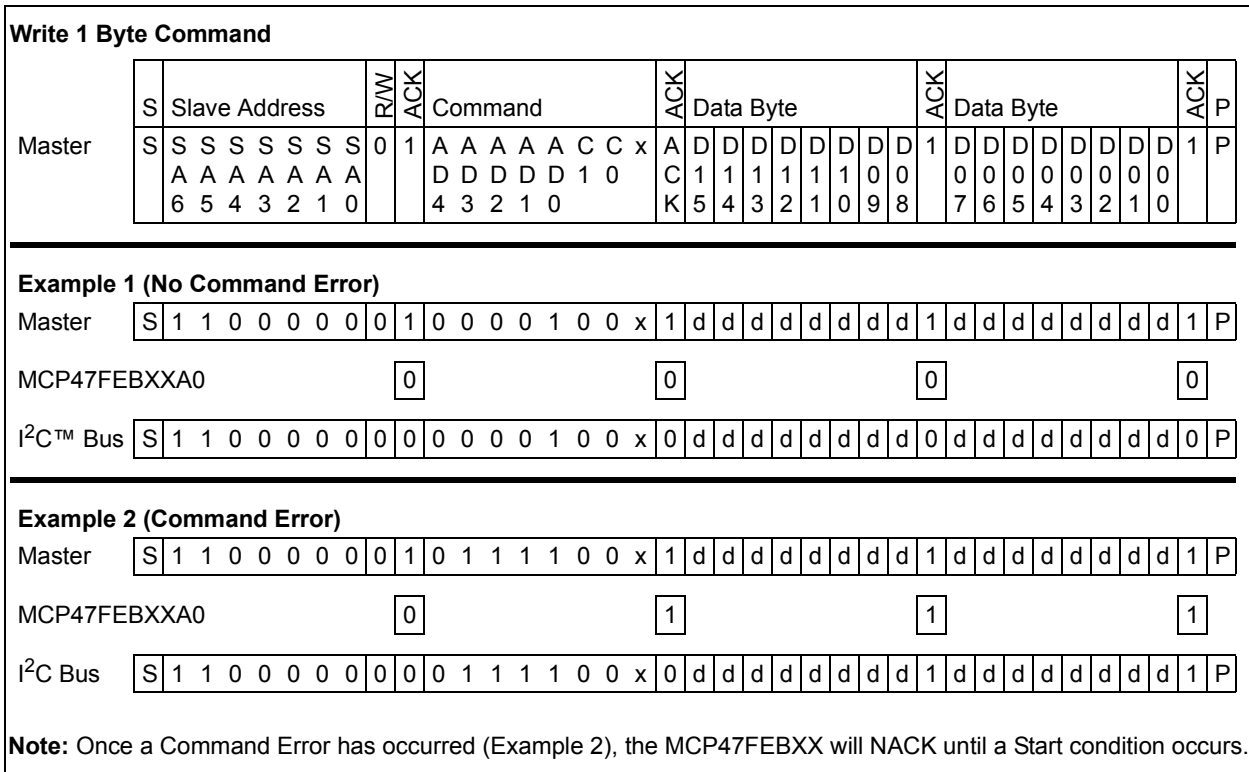 Write 1 Byte Command
S Slave Address R/W ACK Command ACK Data Byte ACK Data Byte ACK P
Master S S S S S S S S 0 1 A A A A A C C x A D D D D D D D D 1 D D D D D D D D 1 P
A A A A A A A D D D D D 1 0 C 1 1 1 1 1 1 0 0 0 0 0 0 0 0 0 0
6 5 4 3 2 1 0 4 3 2 1 0 K 5 4 3 2 1 0 9 8 7 6 5 4 3 2 1 0
Example 1 (No Command Error)
Master S 1 1 0 0 0 0 0 0 1 0 0 0 0 1 0 0 x 1 d d d d d d d d 1 d d d d d d d d 1 P
MCP47FEBXXA0 0 0 0 0
I2C™ Bus S 1 1 0 0 0 0 0 0 0 0 0 0 0 1 0 0 x 0 d d d d d d d d 0 d d d d d d d d 0 P
Example 2 (Command Error)
Master S 1 1 0 0 0 0 0 0 1 0 1 1 1 1 0 0 x 1 d d d d d d d d 1 d d d d d d d d 1 P
MCP47FEBXXA0 0 1 1 1
I2C Bus S 1 1 0 0 0 0 0 0 0 0 1 1 1 1 0 0 x 0 d d d d d d d d 1 d d d d d d d d 1 P
Note: Once a Command Error has occurred (Example 2), the MCP47FEBXX will NACK until a Start condition occurs.